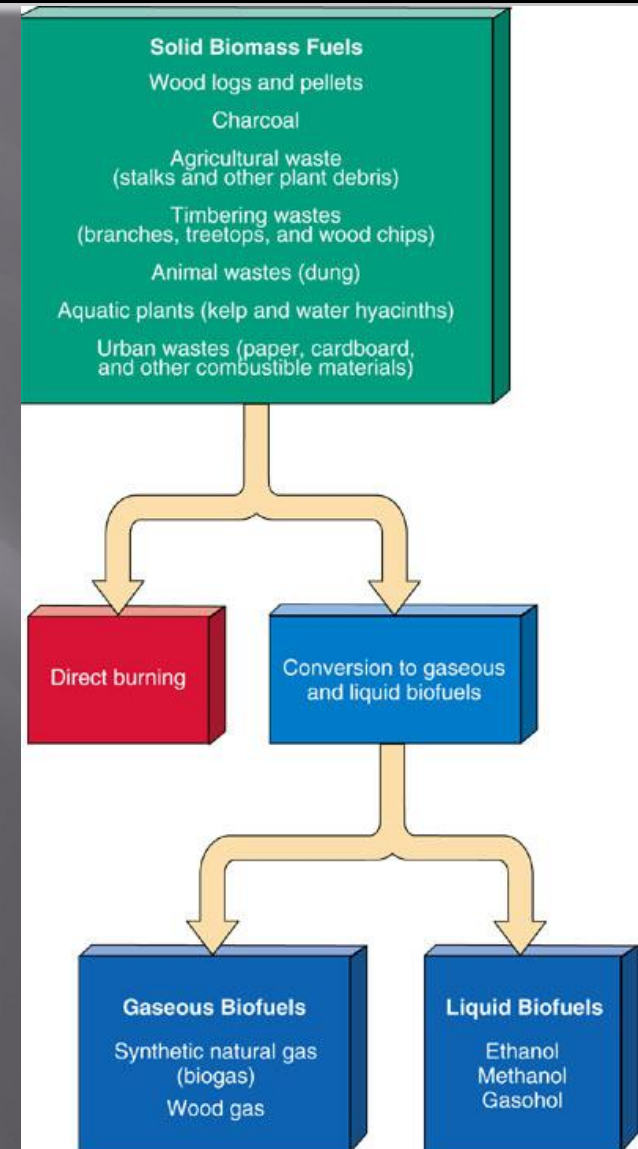 Solid Biomass Fuels
Wood logs and pellets
Charcoal
Agricultural waste
(stalks and other plant debris)
Timbering wastes
(branches, treetops, and wood chips)
Animal wastes (dung)
Aquatic plants (kelp and water hyacinths)
Urban wastes (paper, cardboard,
and other combustible materials)
Direct burning
Conversion to gaseous
and liquid biofuels
Gaseous Biofuels
Synthetic natural gas
(biogas)
Wood gas
Liquid Biofuels
Ethanol
Methanol
Gasohol